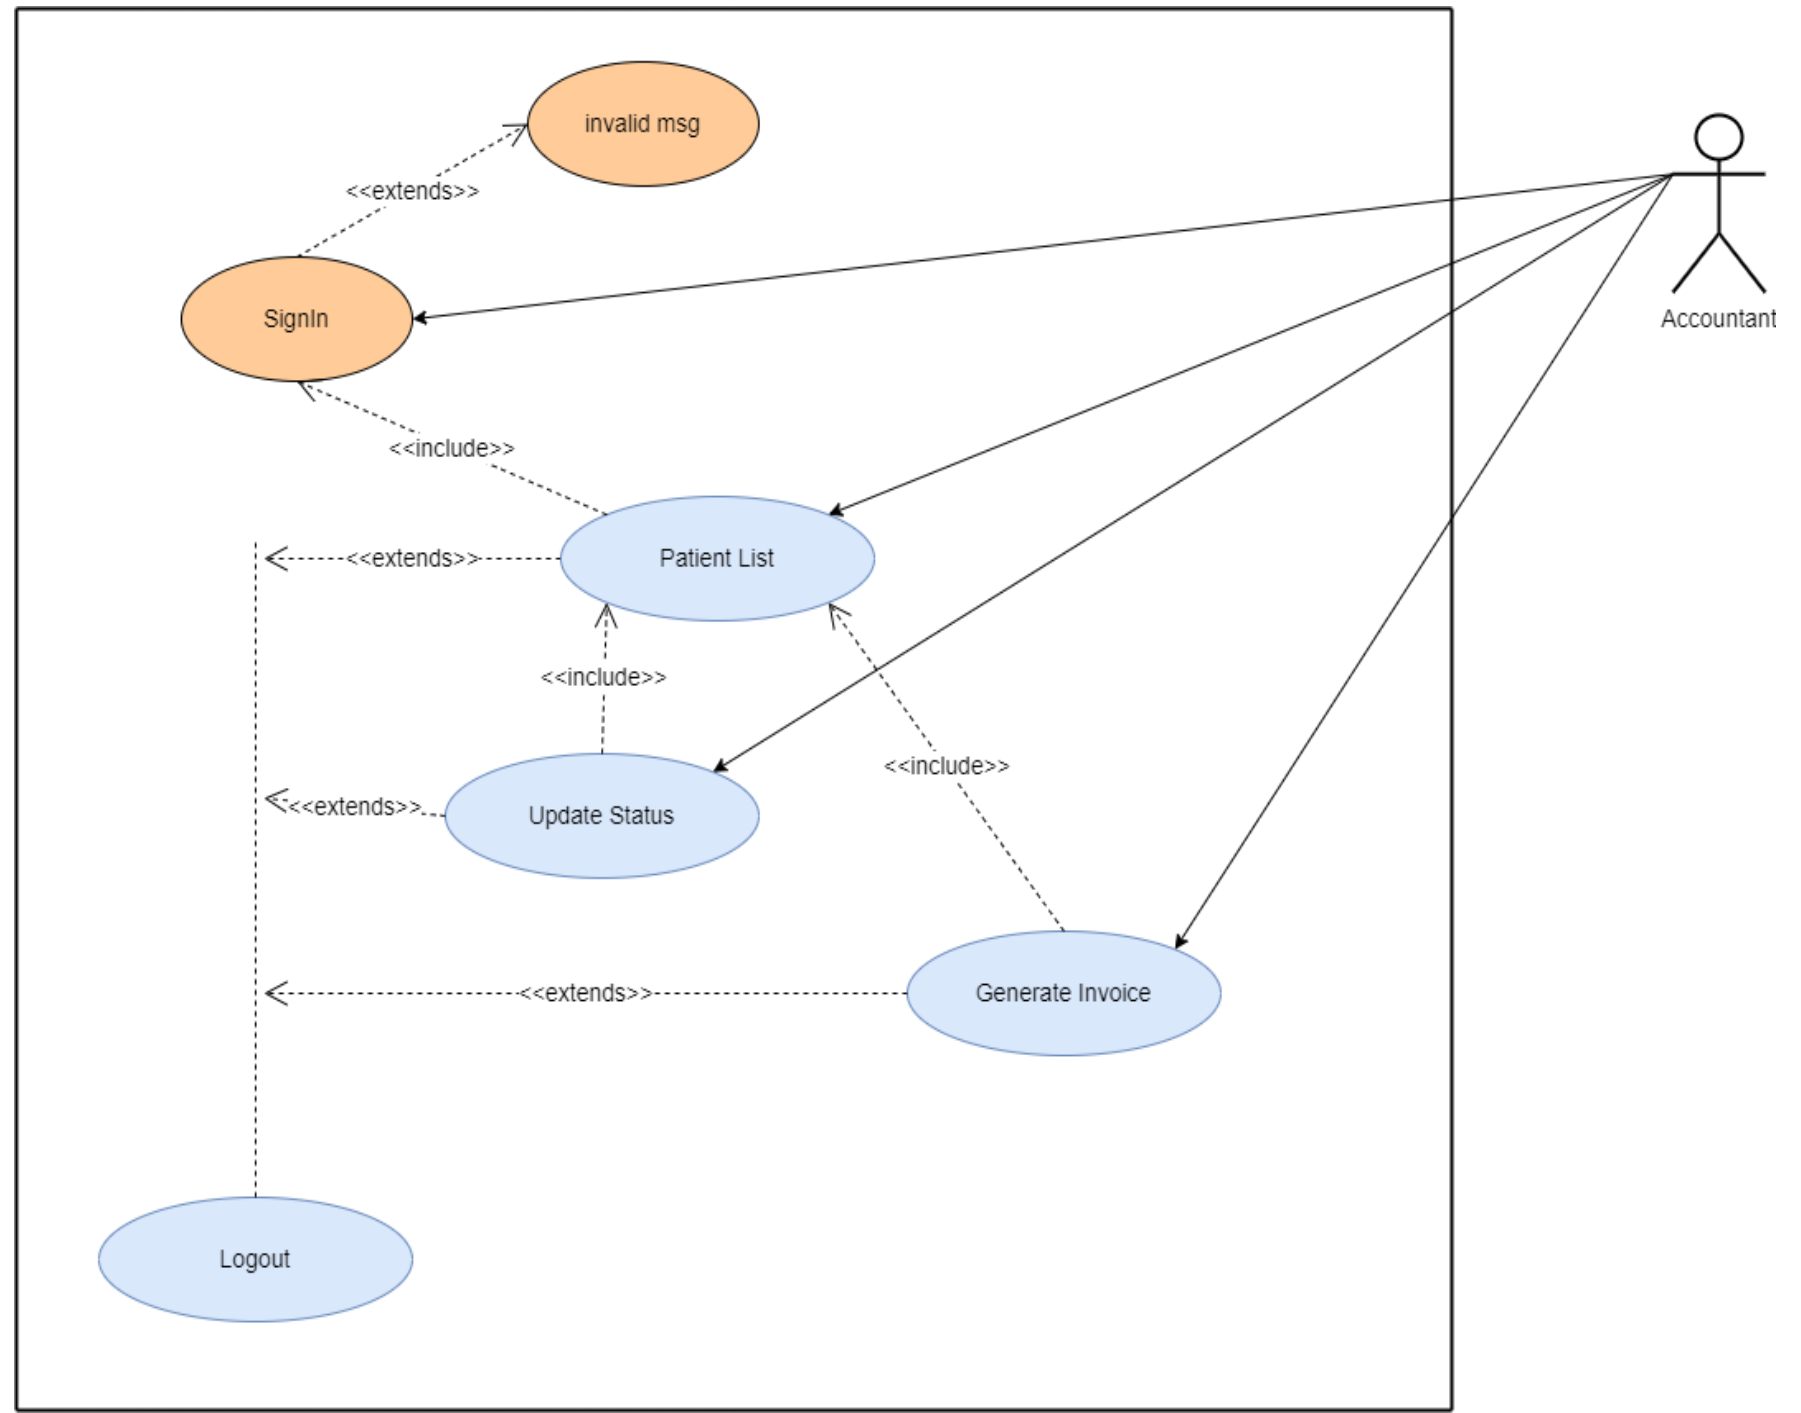 invalid msg
<<extends>>
SignIn
Accountant
<<include>>
<<extends>>
Patient List
<<include>>
<<include>>
<<extends>>
Update Status
<<extends>>
Generate Invoice
Logout